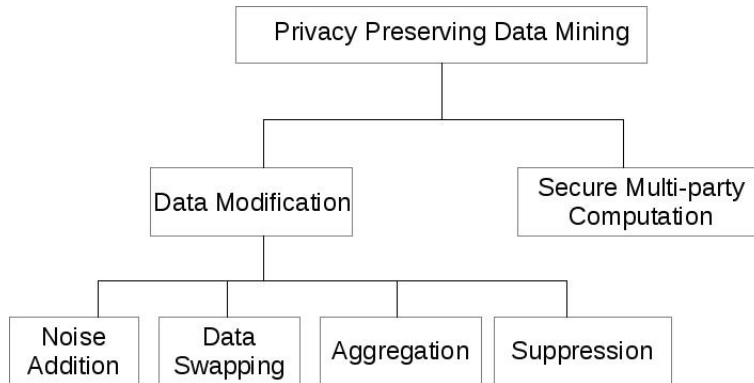 Privacy Preserving Data Mining
Data Modification
Secure Multi-party
Computation
Noise
Addition
Data
Swapping
Aggregation
Suppression